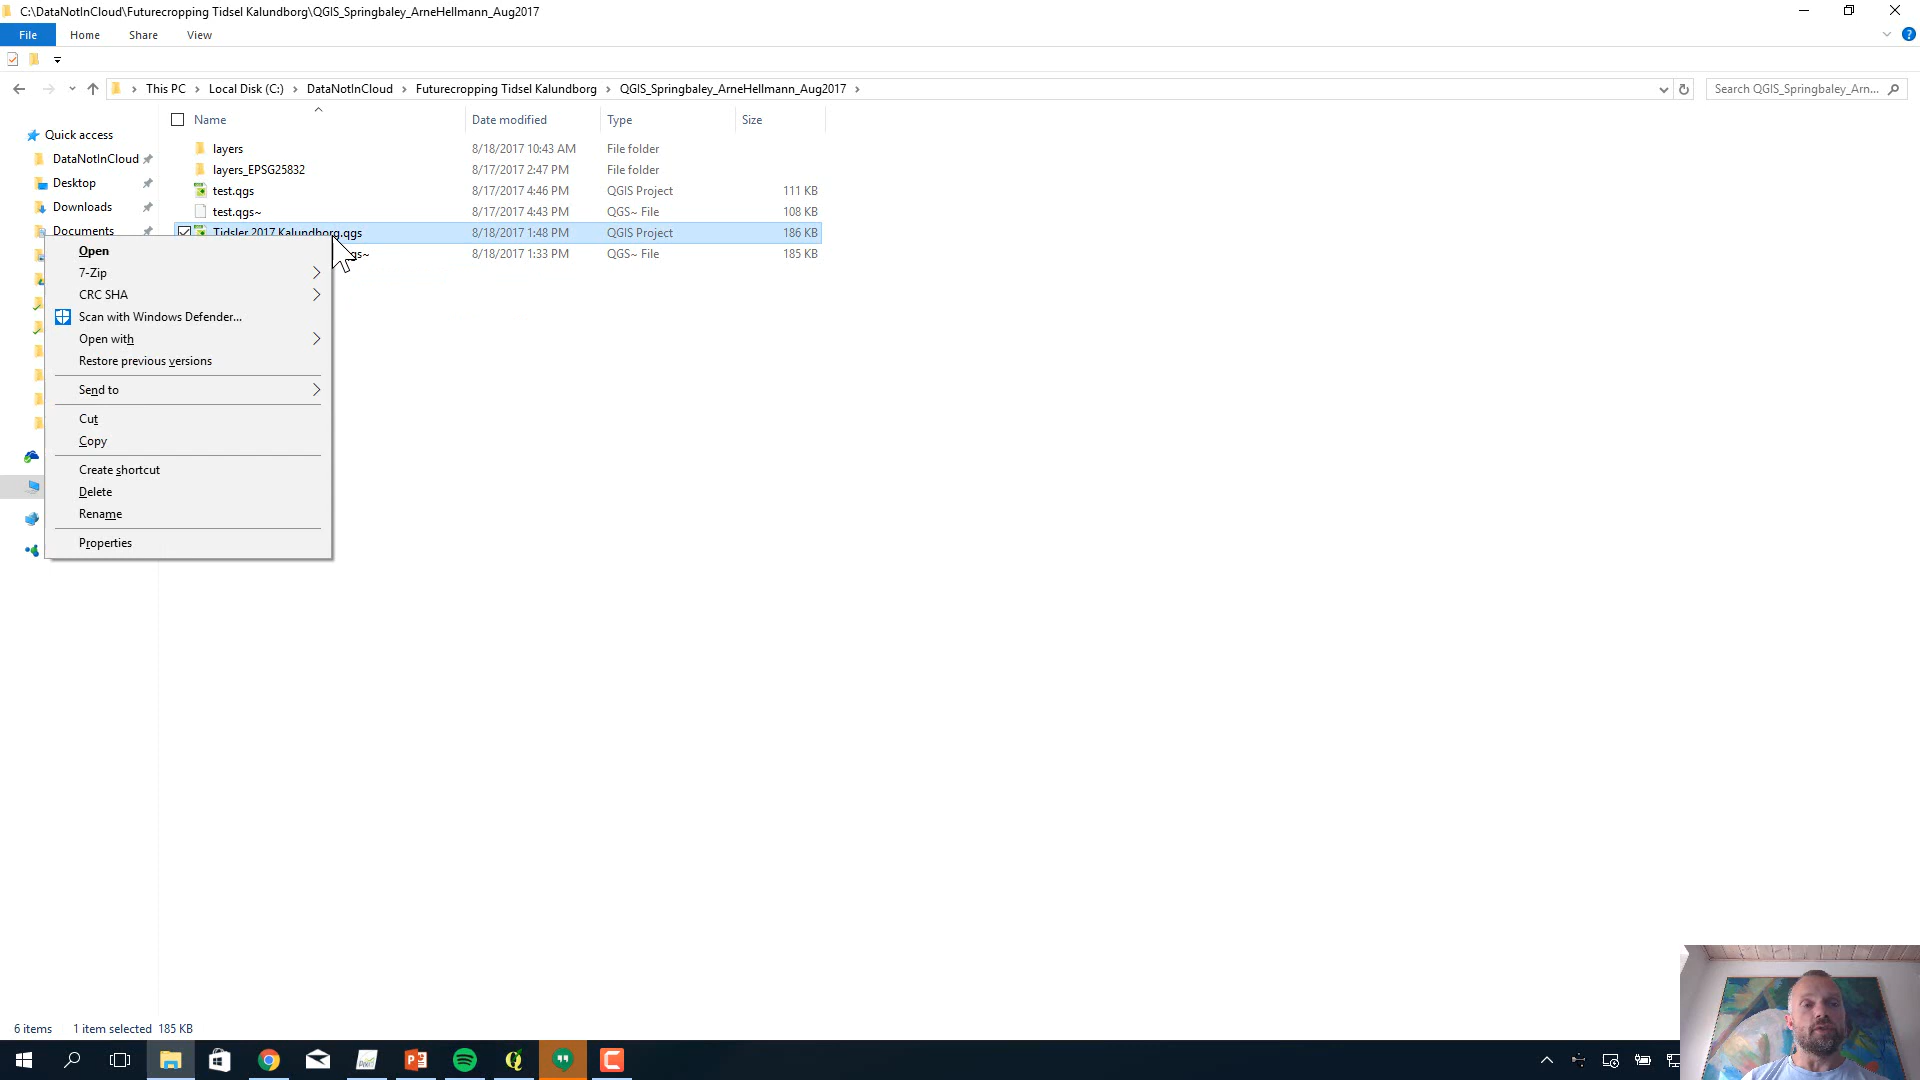 C:\DataNotInCloud\Futurecropping Tidsel Kalundborg\QGIS_Springbaley_ArneHellmann_Aug2017
File Home Share View
This PC Local Disk (C:) DataNotInCloud Futurecropping Tidsel Kalundborg QGIS_Springbaley_ArneHellmann_Aug2017 Search QGIS_Springbaley_Arn...
Name Date modified Type Size
Quick access
DataNotInCloud
Desktop
Downloads
Documents
layers 8/18/2017 10:43 AM File folder
layers_EPSG25832 8/17/2017 2:47 PM File folder
test.qgs 8/17/2017 4:46 PM QGIS Project 111 KB
test.qgs~ 8/17/2017 4:43 PM QGS~ File 108 KB
Tidsler 2017 Kalundborg.qgs 8/18/2017 1:48 PM QGIS Project 186 KB
8/18/2017 1:33 PM QGS~ File 185 KB
Open
7-Zip
CRC SHA
Scan with Windows Defender...
Open with
Restore previous versions
Send to
Cut
Copy
Create shortcut
Delete
Rename
Properties
6 items 1 item selected 185 KB